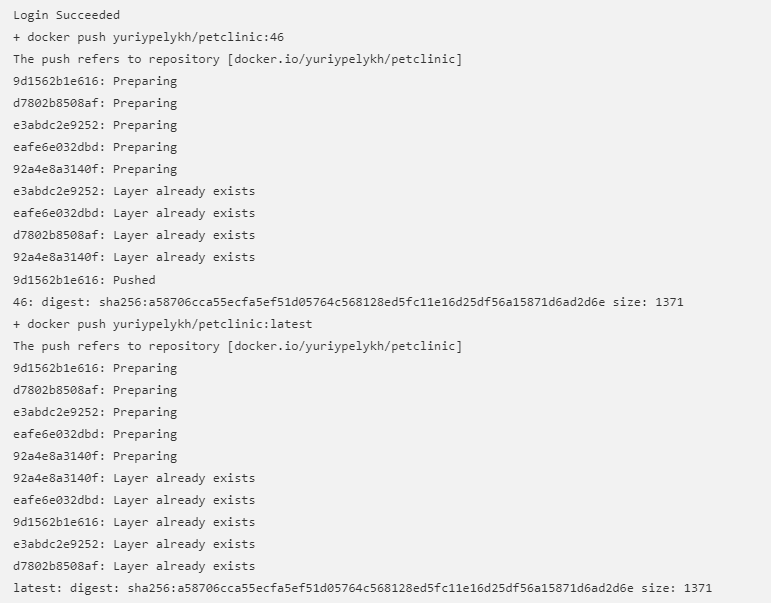 Login Succeeded
+ docker push yuriypelykh/petclinic:46
The push refers to repository [docker.io/yuriypelykh/petclinic]
9d1562b1e616: Preparing
d7802b8508af: Preparing
e3abdc2e9252: Preparing
eafe6e032dbd: Preparing
92a4e8a3140f: Preparing
e3abdc2e9252: Layer already exists
eafe6e032dbd: Layer already exists
d7802b8508af: Layer already exists
92a4e8a3140f: Layer already exists
9d1562b1e616: Pushed
46: digest: sha256:a58706cca55ecfa5ef51d05764c568128ed5fc11e16d25df56a15871d6ad2d6e size: 1371
+ docker push yuriypelykh/petclinic:latest
The push refers to repository [docker.io/yuriypelykh/petclinic]
9d1562b1e616: Preparing
d7802b8508af: Preparing
e3abdc2e9252: Preparing
eafe6e032dbd: Preparing
92a4e8a3140f: Preparing
92a4e8a3140f: Layer already exists
eafe6e032dbd: Layer already exists
9d1562b1e616: Layer already exists
e3abdc2e9252: Layer already exists
d7802b8508af: Layer already exists
latest: digest: sha256:a58706cca55ecfa5ef51d05764c568128ed5fc11e16d25df56a15871d6ad2d6e size: 1371